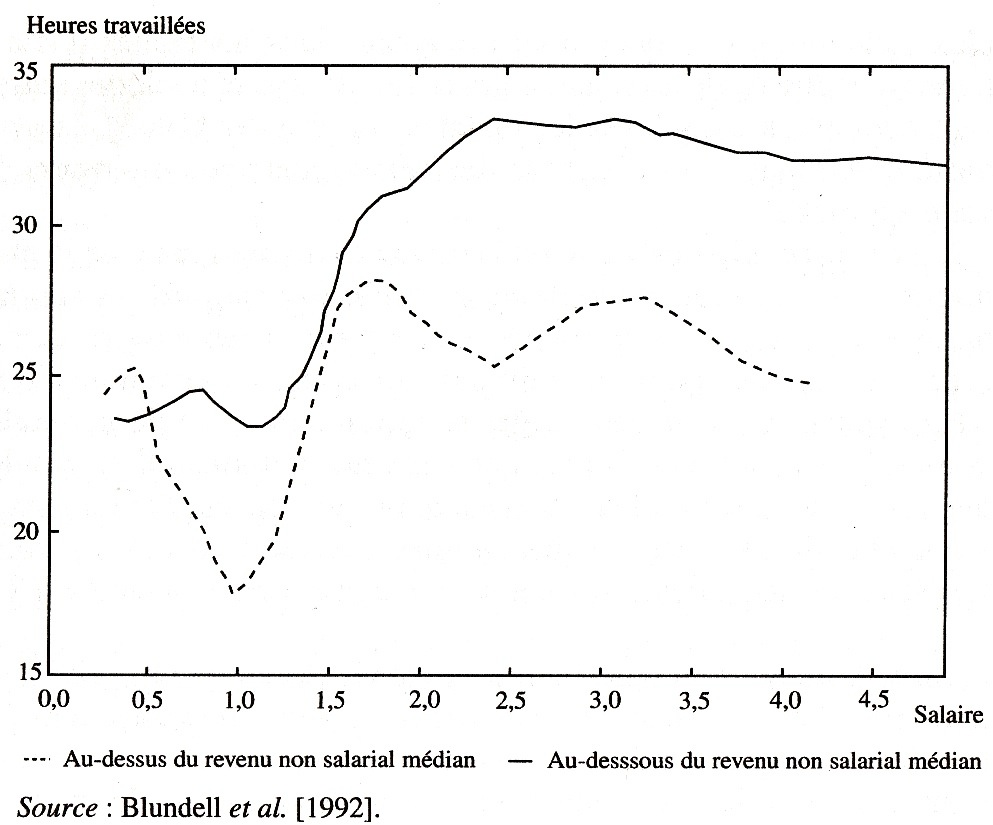 Heures travaillées
35
30
25
20
15
0,0 0,5 1,0 1,5 2,0 2,5 3,0 3,5 4,0 4,5
Salaire
Au-dessus du revenu non salarial médian Au-desssous du revenu non salarial médian
Source : Blundell et al. [1992].